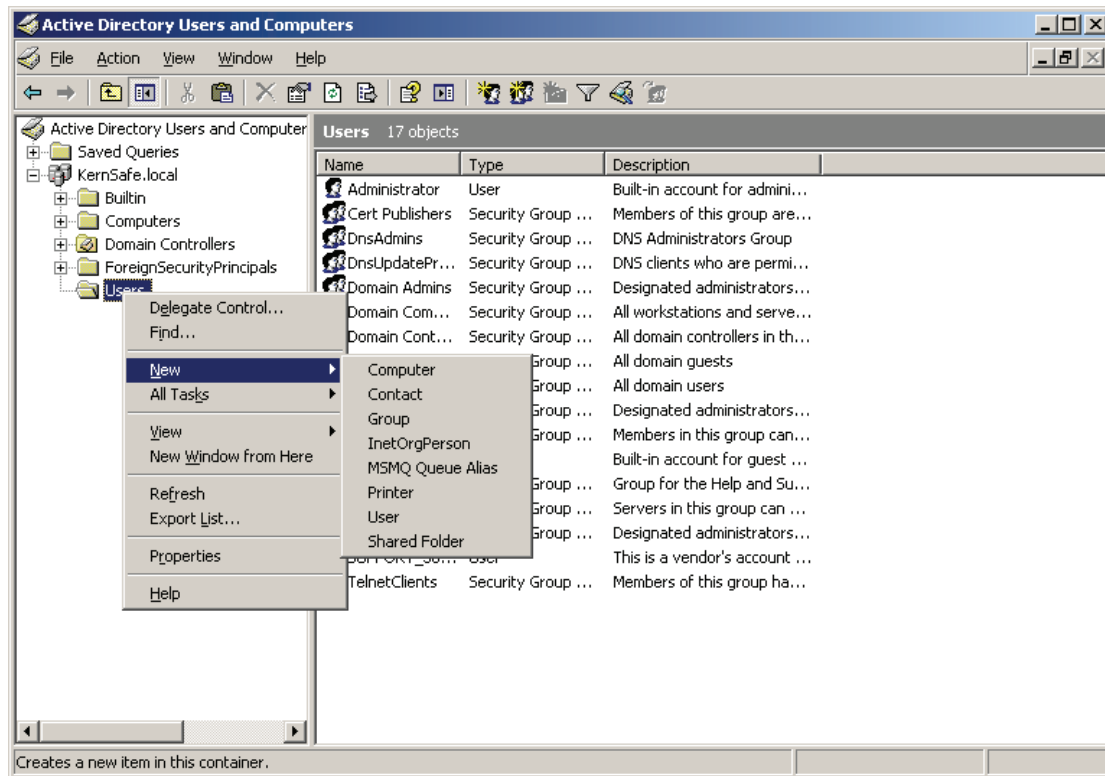 Active Directory Users and Computers
File Action View Window Help
Active Directory Users and Computer
Saved Queries
KernSafe.local
Builtin
Computers
Domain Controllers
ForeignSecurityPrincipals
Users
Users 17 objects
Name Type Description
Administrator User Built-in account for admini...
Cert Publishers Security Group ... Members of this group are...
DnsAdmins Security Group ... DNS Administrators Group
DnsUpdatePr... Security Group ... DNS clients who are permi...
Domain Admins Security Group ... Designated administrators...
Domain Com... Security Group ... All workstations and serve...
Domain Cont... Security Group ... All domain controllers in th...
Group ... All domain guests
Group ... All domain users
Group ... Designated administrators...
Group ... Members in this group can...
Built-in account for guest ...
Group ... Group for the Help and Su...
Group ... Servers in this group can ...
Group ... Designated administrators...
This is a vendor's account ...
TelnetClients Security Group ... Members of this group ha...
Delegate Control...
Find...
New
All Tasks
View
New Window from Here
Refresh
Export List...
Properties
Help
Computer
Contact
Group
InetOrgPerson
MSMQ Queue Alias
Printer
User
Shared Folder
Creates a new item in this container.